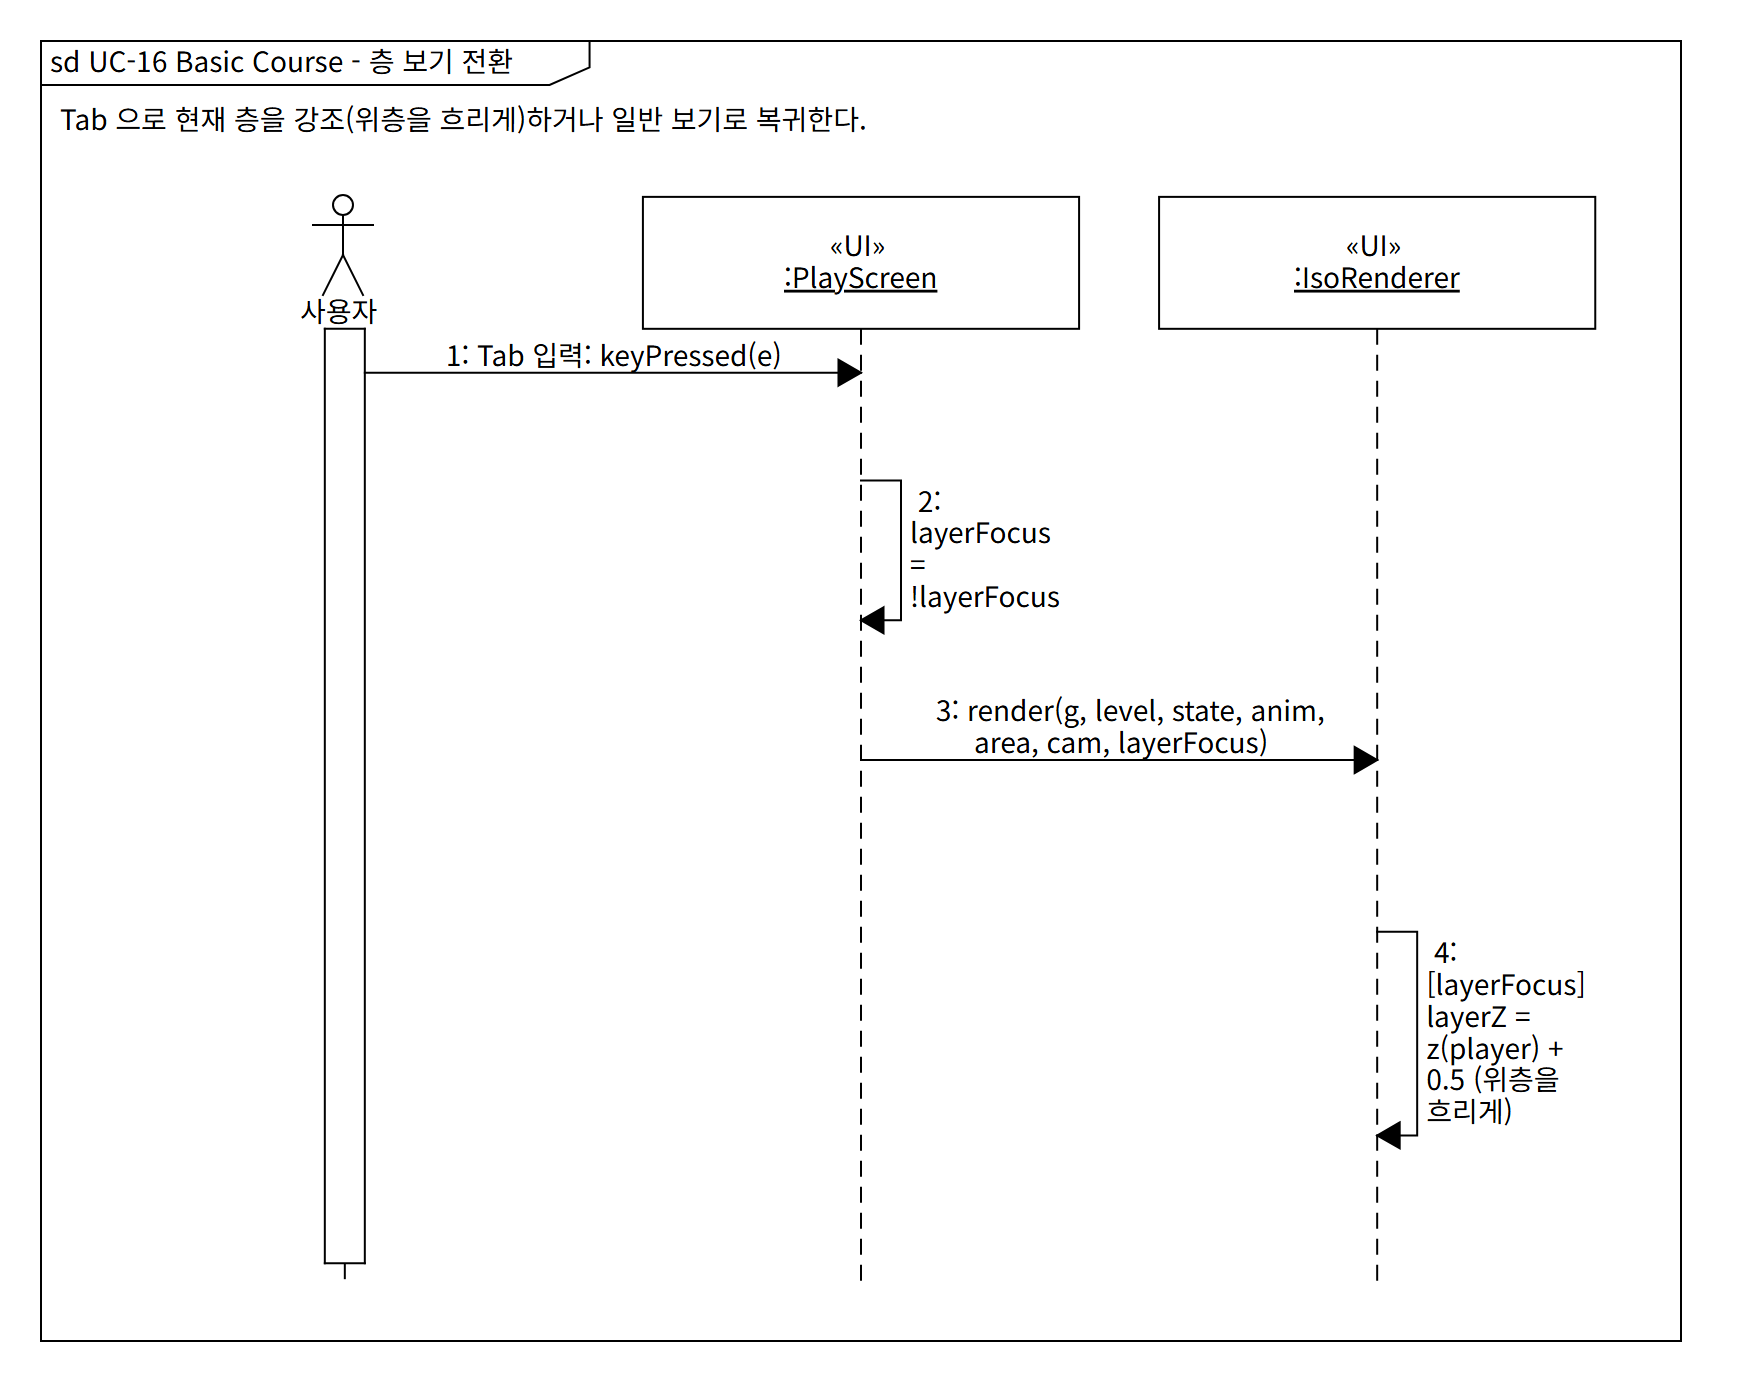 sd UC-16 Basic Course - 층 보기 전환
Tab 으로 현재 층을 강조(위층을 흐리게)하거나 일반 보기로 복귀한다.
사용자
«UI»
:PlayScreen
«UI»
:IsoRenderer
1: Tab 입력: keyPressed(e)
2:
layerFocus
=
!layerFocus
3: render(g, level, state, anim,
area, cam, layerFocus)
4:
[layerFocus]
layerZ =
z(player) +
0.5 (위층을
흐리게)